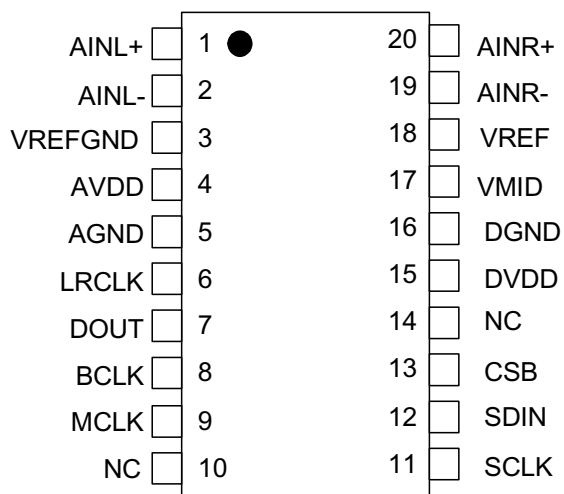 AINL+ 1 20 AINR+
AINL- 2 19 AINR-
VREFGND 3 18 VREF
AVDD 4 17 VMID
AGND 5 16 DGND
LRCLK 6 15 DVDD
DOUT 7 14 NC
BCLK 8 13 CSB
MCLK 9 12 SDIN
NC 10 11 SCLK